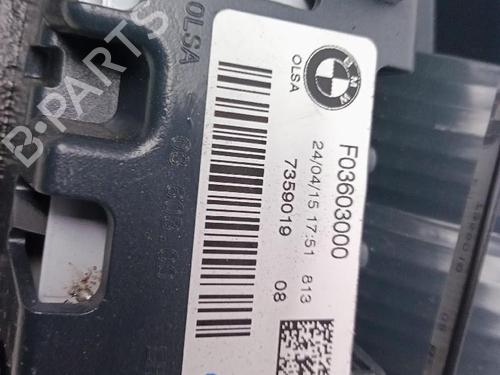 BMW
OLSA
F03603000
24/04/15 17:51 813
7359019
08
OLSA
B-PARTS